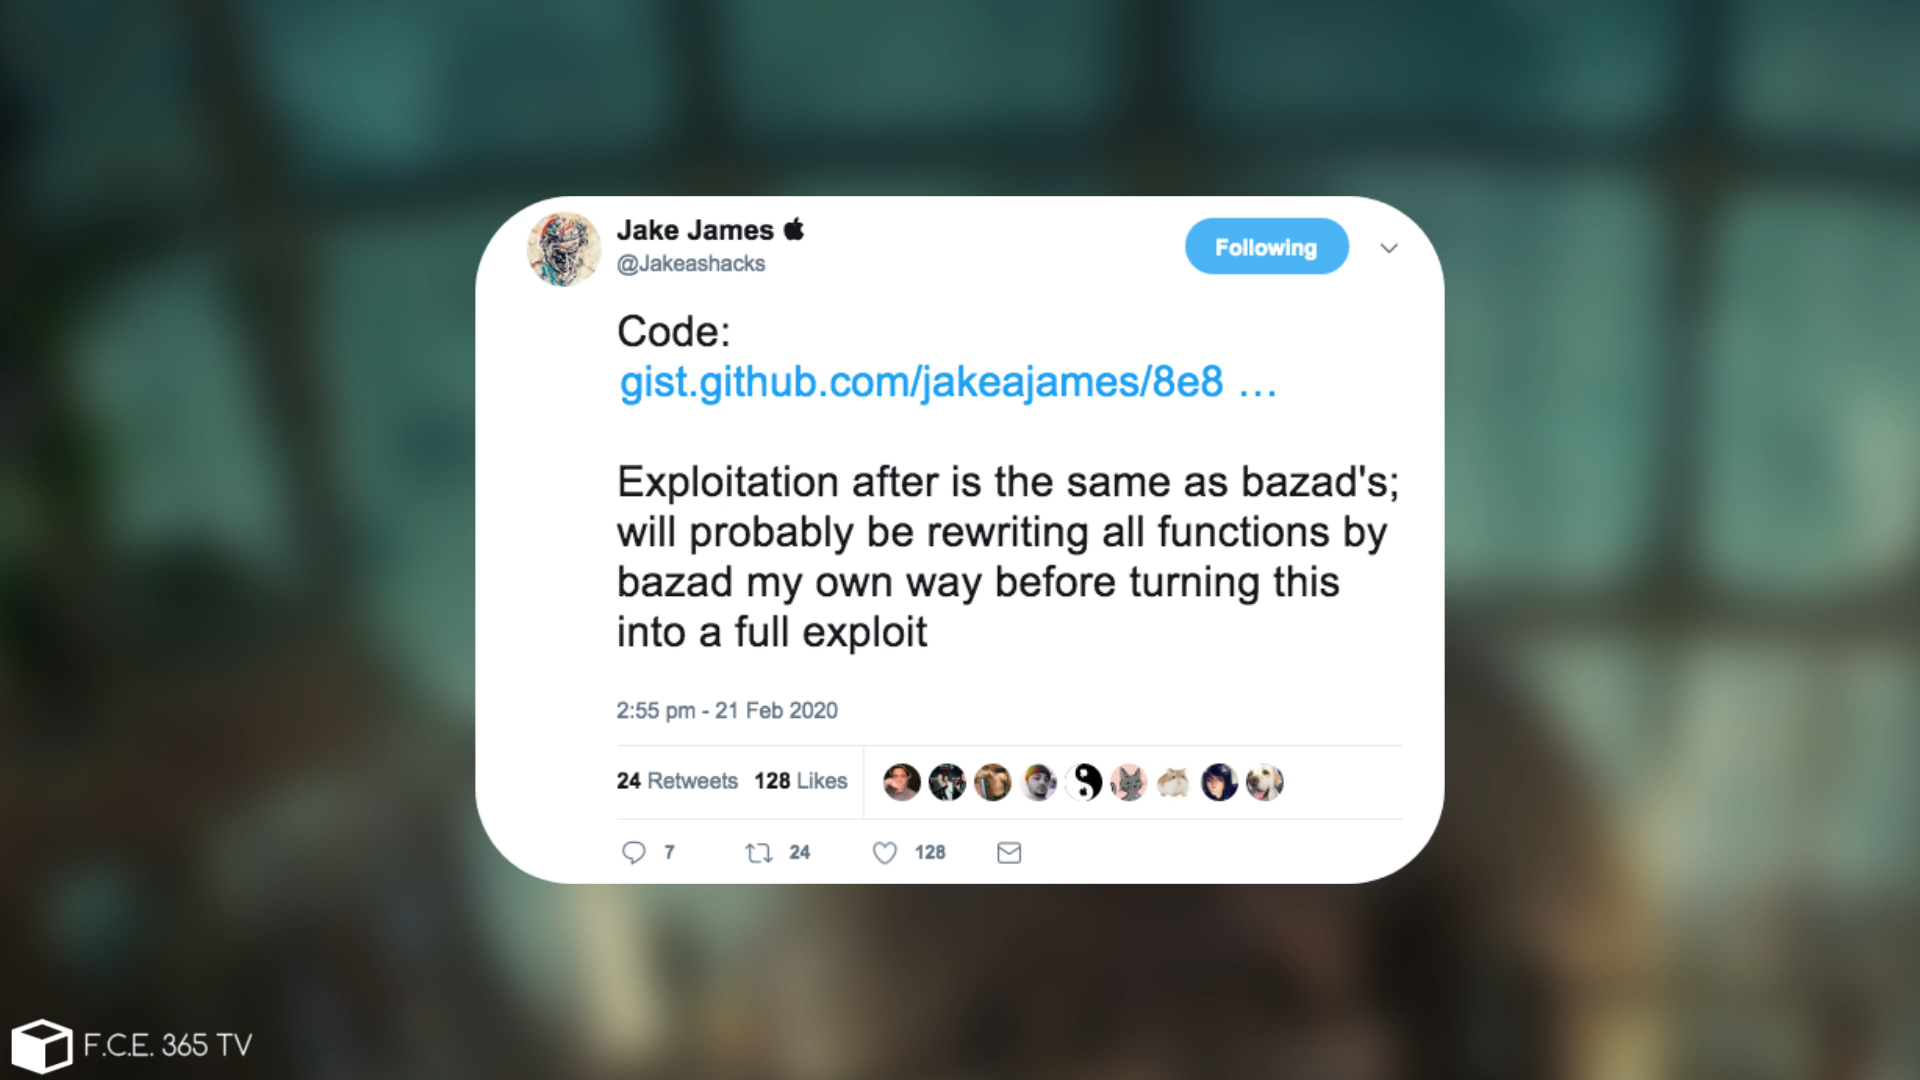 Jake James
@Jakeashacks
Following
Code:
gist.github.com/jakeajames/8e8 …
Exploitation after is the same as bazad's;
will probably be rewriting all functions by
bazad my own way before turning this
into a full exploit
2:55 pm - 21 Feb 2020
24 Retweets 128 Likes
7 24 128
F.C.E. 365 TV